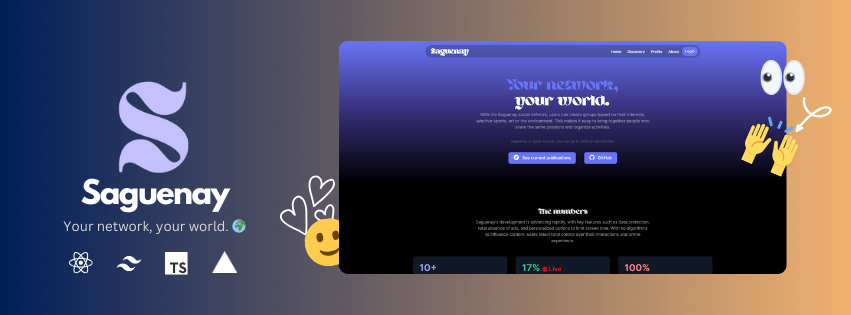 S
Saguenay
Your network, your world.
TS
Saguenay
Home Discovery Profile About Login
Your network,
your world.
With the Saguenay social network, users can create groups based on their interests,
whether sports, art or the environment. This makes it easy to bring together people who
share the same passions and organize activities.
See current publications GitHub
The numbers
Saguenay's development is advancing rapidly, with key features such as data protection,
total absence of ads, and personalized options to limit screen time. With no algorithms
to influence content, users retain total control over their interactions and online
experience.
10+ 17% Live 100%